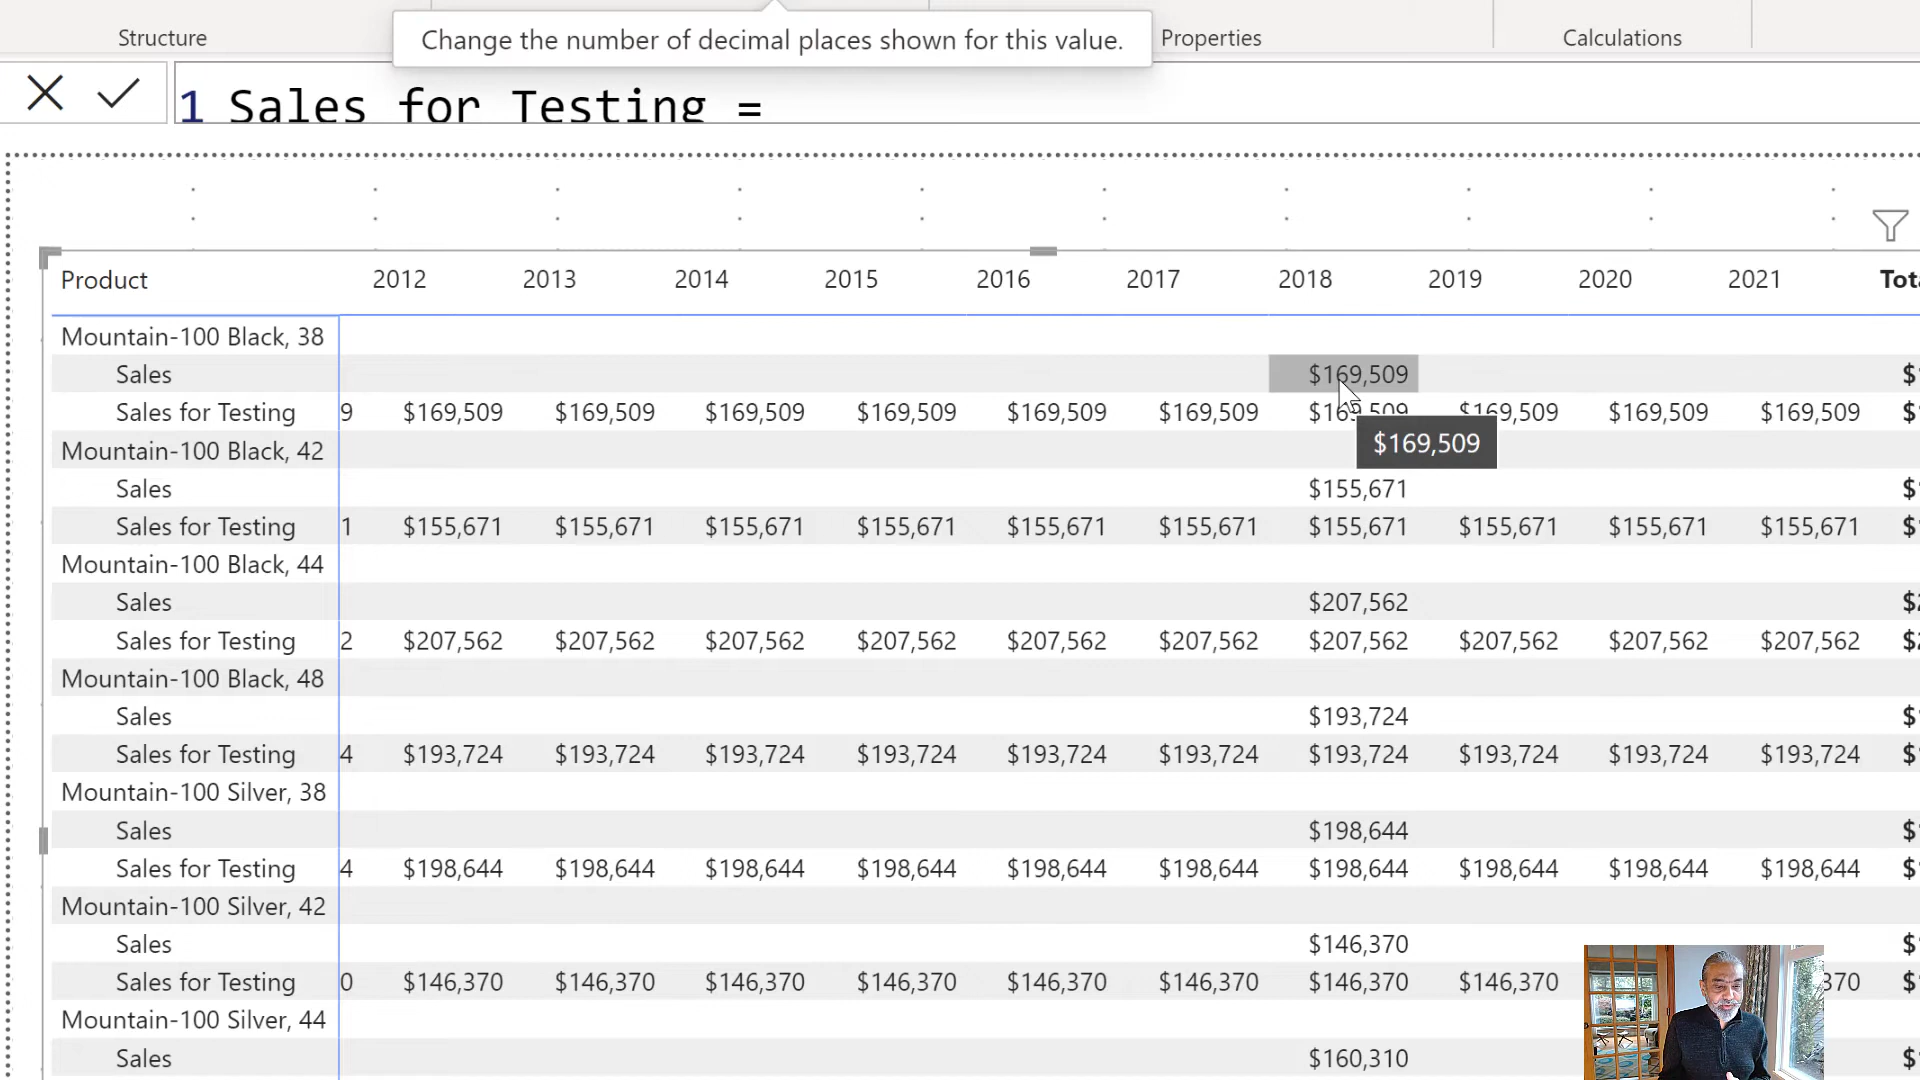 Structure
Change the number of decimal places shown for this value.
Properties
Calculations
1 Sales for Testing =
Product 2012 2013 2014 2015 2016 2017 2018 2019 2020 2021
Mountain-100 Black, 38
Sales $169,509
Sales for Testing 9 $169,509 $169,509 $169,509 $169,509 $169,509 $169,509 $169,509 $169,509 $169,509 $169,509
$169,509
Mountain-100 Black, 42
Sales $155,671
Sales for Testing 1 $155,671 $155,671 $155,671 $155,671 $155,671 $155,671 $155,671 $155,671 $155,671 $155,671
Mountain-100 Black, 44
Sales $207,562
Sales for Testing 2 $207,562 $207,562 $207,562 $207,562 $207,562 $207,562 $207,562 $207,562 $207,562 $207,562
Mountain-100 Black, 48
Sales $193,724
Sales for Testing 4 $193,724 $193,724 $193,724 $193,724 $193,724 $193,724 $193,724 $193,724 $193,724 $193,724
Mountain-100 Silver, 38
Sales $198,644
Sales for Testing 4 $198,644 $198,644 $198,644 $198,644 $198,644 $198,644 $198,644 $198,644 $198,644 $198,644
Mountain-100 Silver, 42
Sales $146,370
Sales for Testing 0 $146,370 $146,370 $146,370 $146,370 $146,370 $146,370 $146,370 $146,370 370
Mountain-100 Silver, 44
Sales $160,310